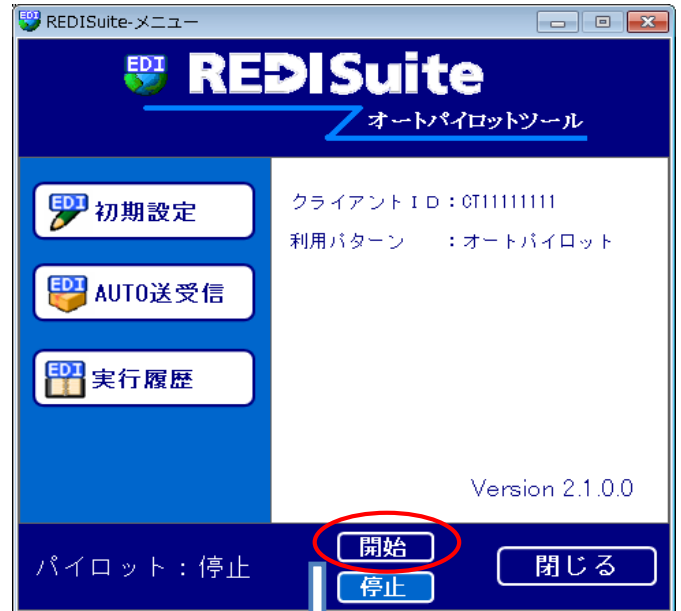 REDISuite-メニュー
EDI REDISuite
オートパイロットツール
EDI 初期設定
クライアントＩＤ：CT11111111
利用パターン　：オートパイロット
EDI AUTO送受信
EDI 実行履歴
Version 2.1.0.0
開始
パイロット：停止
閉じる
停止